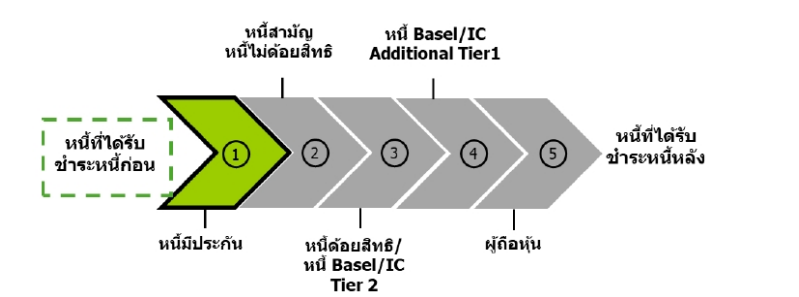 หนี้สามัญ
หนี้ไม่ด้อยสิทธิ
หนี้ Basel/IC
Additional Tier1
หนี้ที่ได้รับ
ชำระหนี้ก่อน
1
2
3
4
5
หนี้ที่ได้รับ
ชำระหนี้หลัง
หนี้มีประกัน
หนี้ด้อยสิทธิ/
หนี้ Basel/IC
Tier 2
ผู้ถือหุ้น